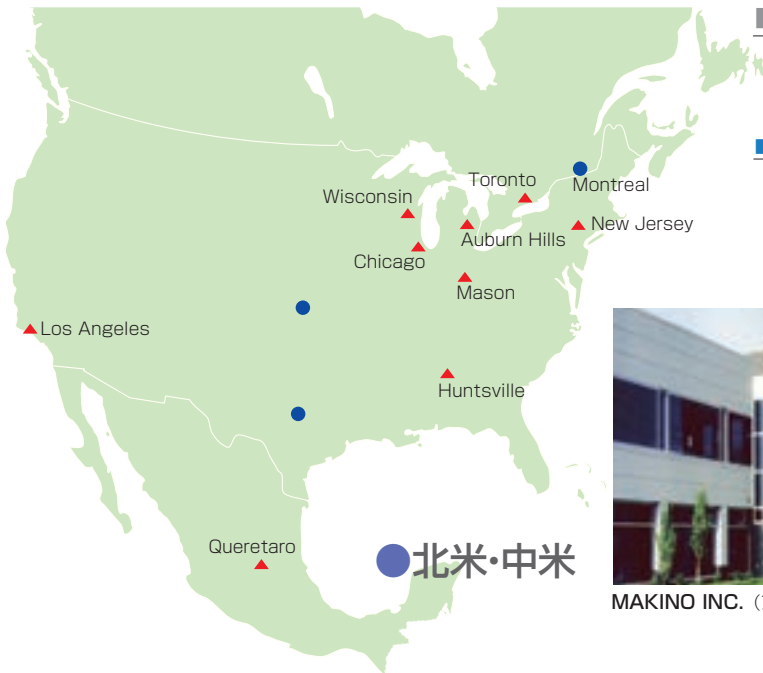 Toronto
Montreal
Wisconsin
New Jersey
Auburn Hills
Chicago
Mason
Los Angeles
Huntsville
Queretaro
北米・中米
MAKINO INC.